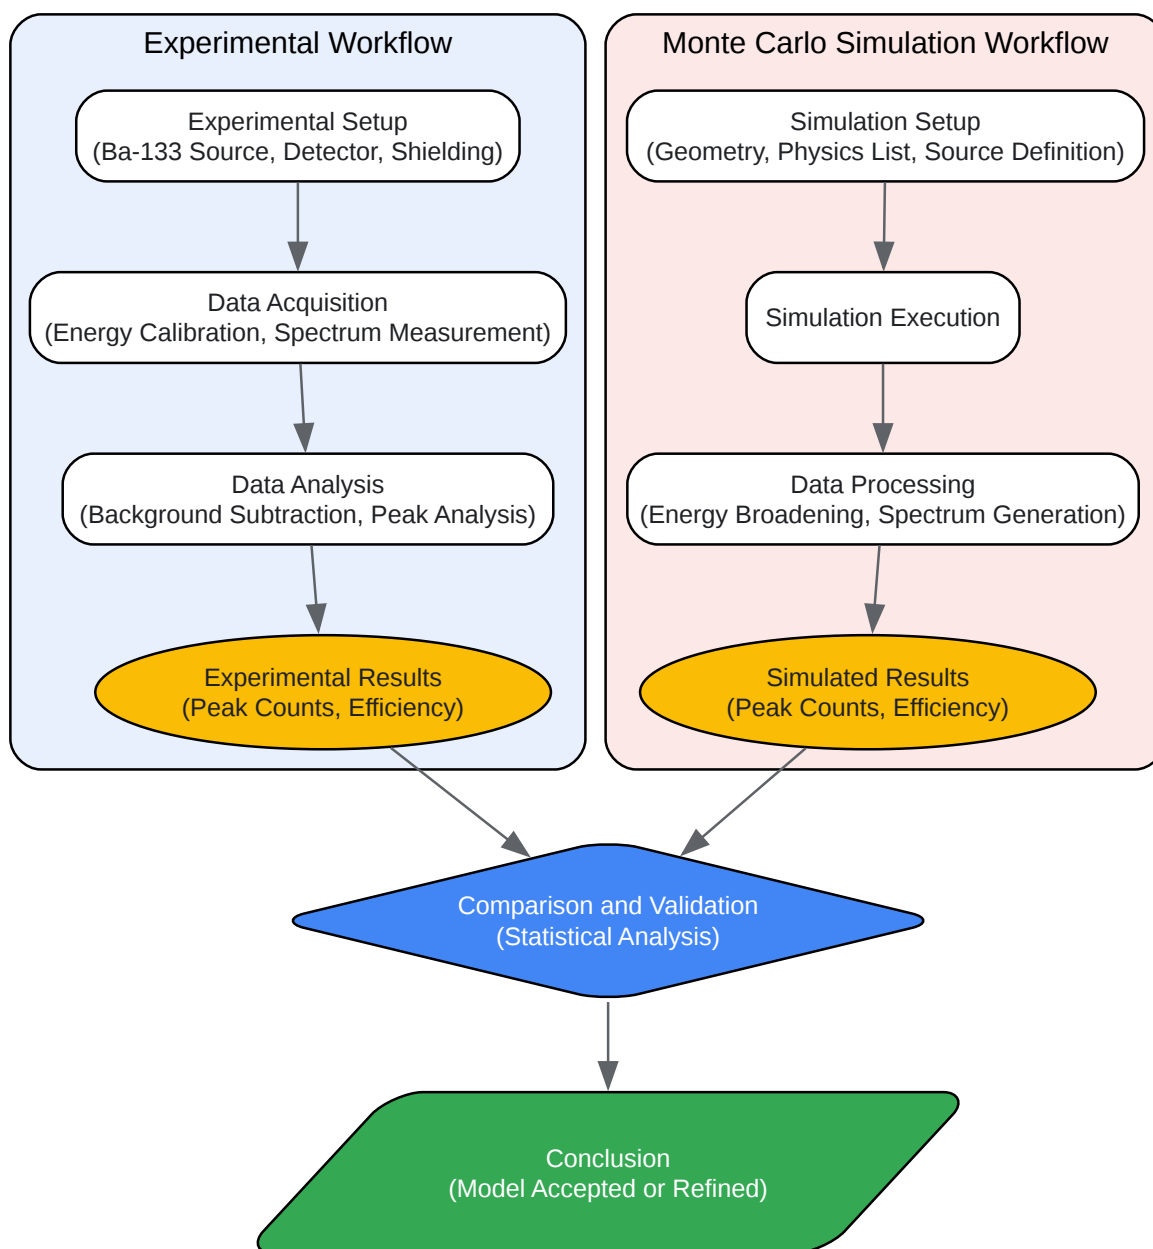 Experimental Workflow
Experimental Setup
(Ba-133 Source, Detector, Shielding)
Data Acquisition
(Energy Calibration, Spectrum Measurement)
Data Analysis
(Background Subtraction, Peak Analysis)
Experimental Results
(Peak Counts, Efficiency)
Monte Carlo Simulation Workflow
Simulation Setup
(Geometry, Physics List, Source Definition)
Simulation Execution
Data Processing
(Energy Broadening, Spectrum Generation)
Simulated Results
(Peak Counts, Efficiency)
Comparison and Validation
(Statistical Analysis)
Conclusion
(Model Accepted or Refined)